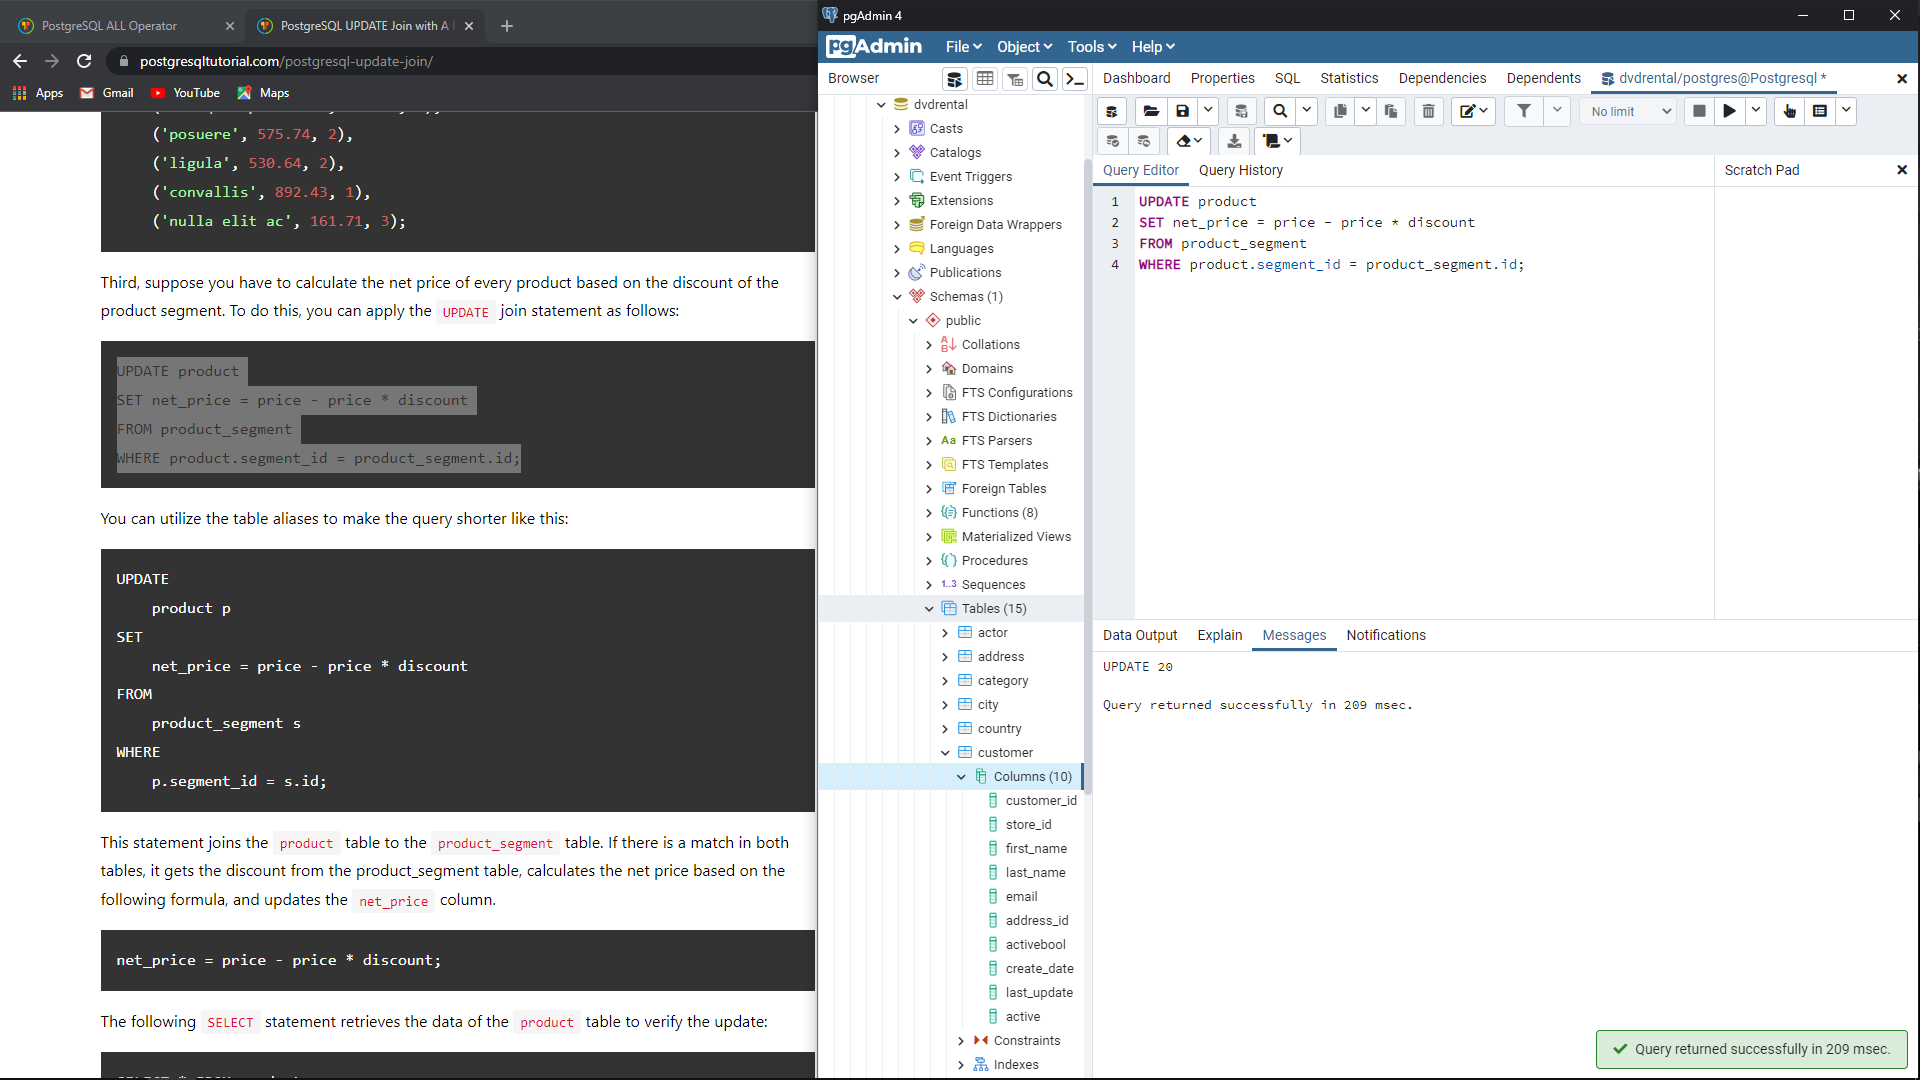 PostgreSQL ALL Operator
PostgreSQL UPDATE Join with A
postgresqltutorial.com/postgresql-update-join/
Apps
Gmail
YouTube
Maps
('posuere', 575.74, 2),
('ligula', 530.64, 2),
('convallis', 892.43, 1),
('nulla elit ac', 161.71, 3);
Third, suppose you have to calculate the net price of every product based on the discount of the
product segment. To do this, you can apply the UPDATE join statement as follows:
UPDATE product
SET net_price = price - price * discount
FROM product_segment
WHERE product.segment_id = product_segment.id;
You can utilize the table aliases to make the query shorter like this:
UPDATE
product p
SET
net_price = price - price * discount
FROM
product_segment s
WHERE
p.segment_id = s.id;
This statement joins the product table to the product_segment table. If there is a match in both
tables, it gets the discount from the product_segment table, calculates the net price based on the
following formula, and updates the net_price column.
net_price = price - price * discount;
The following SELECT statement retrieves the data of the product table to verify the update:
pgAdmin 4
pgAdmin
File
Object
Tools
Help
Browser
dvdrental
Casts
Catalogs
Event Triggers
Extensions
Foreign Data Wrappers
Languages
Publications
Schemas (1)
public
Collations
Domains
FTS Configurations
FTS Dictionaries
Aa FTS Parsers
FTS Templates
Foreign Tables
Functions (8)
Materialized Views
Procedures
1..3 Sequences
Tables (15)
actor
address
category
city
country
customer
Columns (10)
customer_id
store_id
first_name
last_name
email
address_id
activebool
create_date
last_update
active
Constraints
Indexes
Dashboard
Properties
SQL
Statistics
Dependencies
Dependents
dvdrental/postgres@Postgresql *
No limit
Query Editor
Query History
Scratch Pad
1 UPDATE product
2 SET net_price = price - price * discount
3 FROM product_segment
4 WHERE product.segment_id = product_segment.id;
Data Output
Explain
Messages
Notifications
UPDATE 20
Query returned successfully in 209 msec.
Query returned successfully in 209 msec.